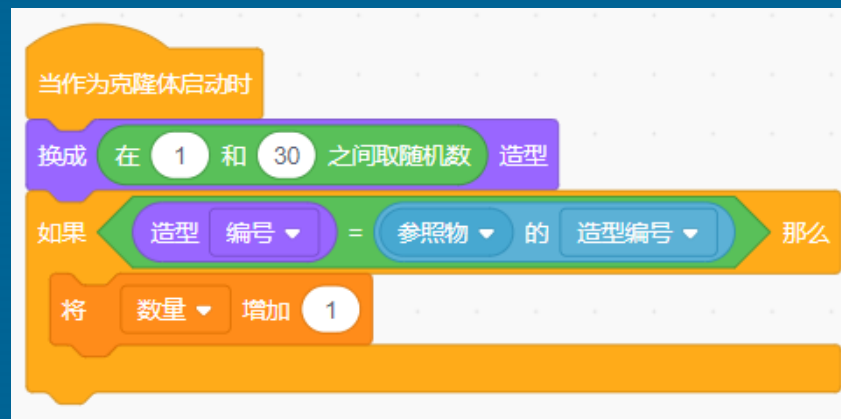 当作为克隆体启动时
换成 在 1 和 30 之间取随机数 造型
如果 造型 编号 = 参照物 的 造型编号 那么
将 数量 增加 1